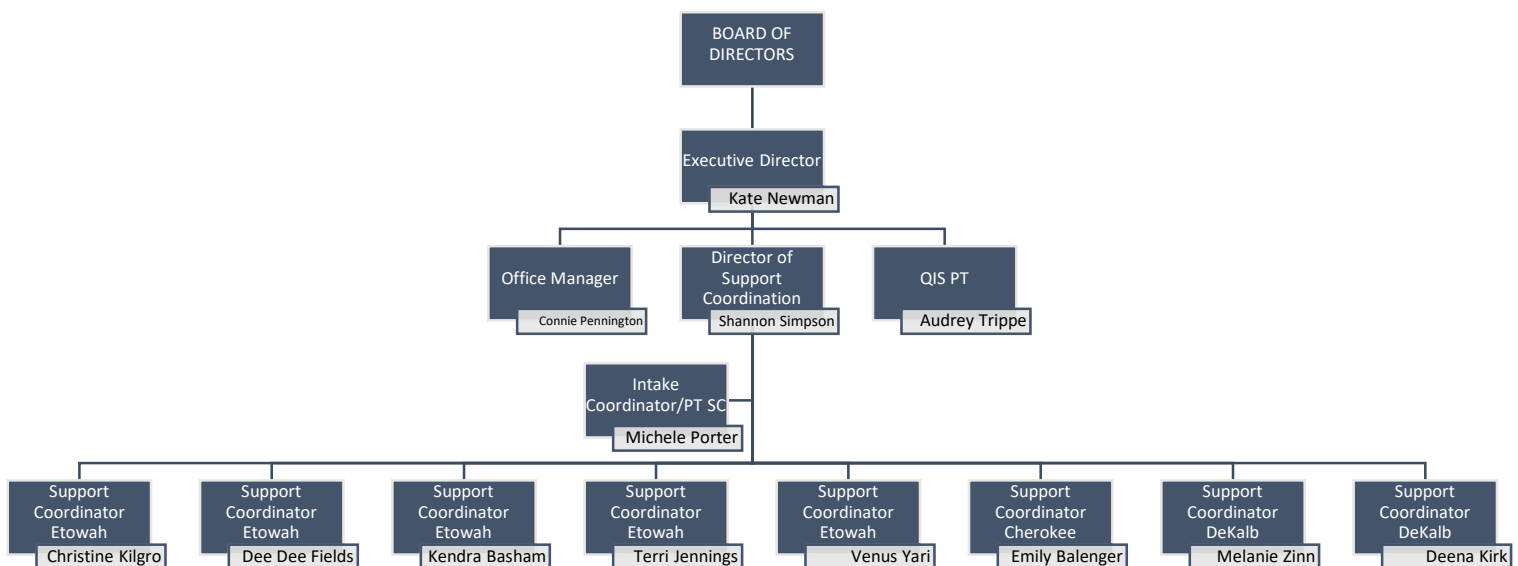 BOARD OF
DIRECTORS
Executive Director
Kate Newman
Office Manager
Connie Pennington
Director of
Support
Coordination
Shannon Simpson
QIS PT
Audrey Trippe
Intake
Coordinator/PT SC
Michele Porter
Support
Coordinator
Etowah
Christine Kilgro
Support
Coordinator
Etowah
Dee Dee Fields
Support
Coordinator
Etowah
Kendra Basham
Support
Coordinator
Etowah
Terri Jennings
Support
Coordinator
Etowah
Venus Yari
Support
Coordinator
Cherokee
Emily Balenger
Support
Coordinator
DeKalb
Melanie Zinn
Support
Coordinator
DeKalb
Deena Kirk